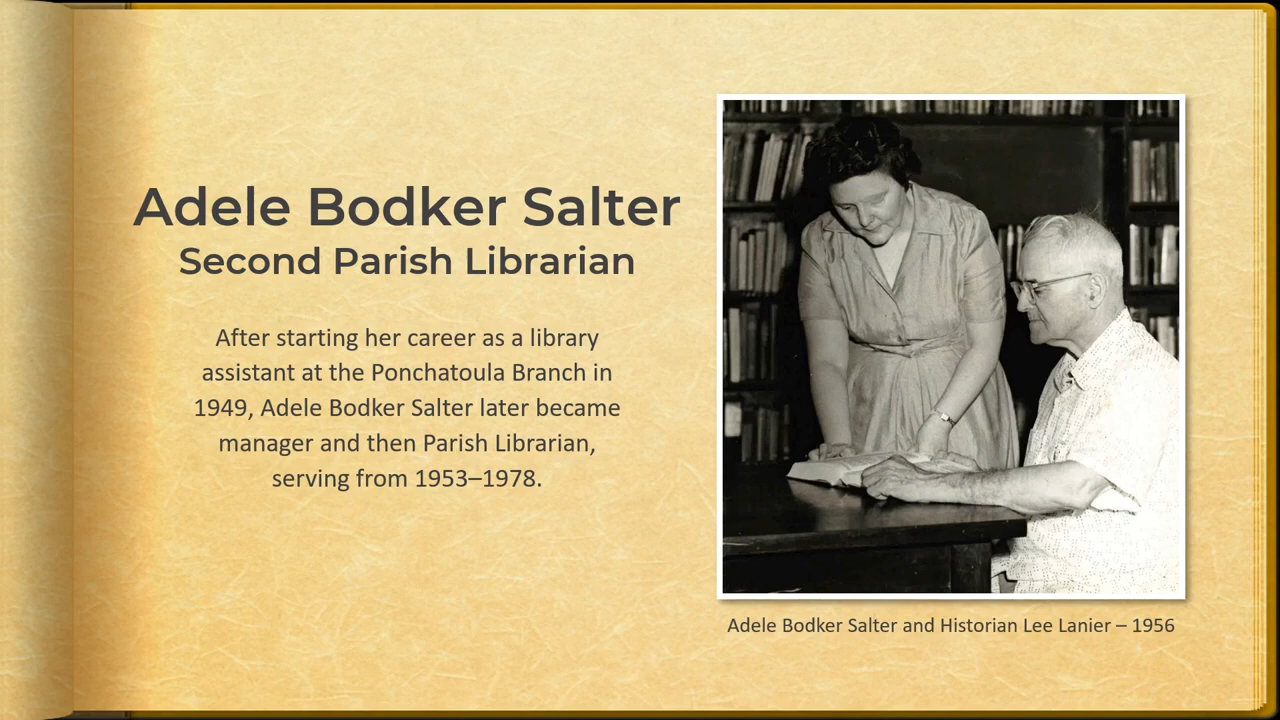 Adele Bodker Salter
Second Parish Librarian
After starting her career as a library
assistant at the Ponchatoula Branch in
1949, Adele Bodker Salter later became
manager and then Parish Librarian,
serving from 1953–1978.
Adele Bodker Salter and Historian Lee Lanier – 1956